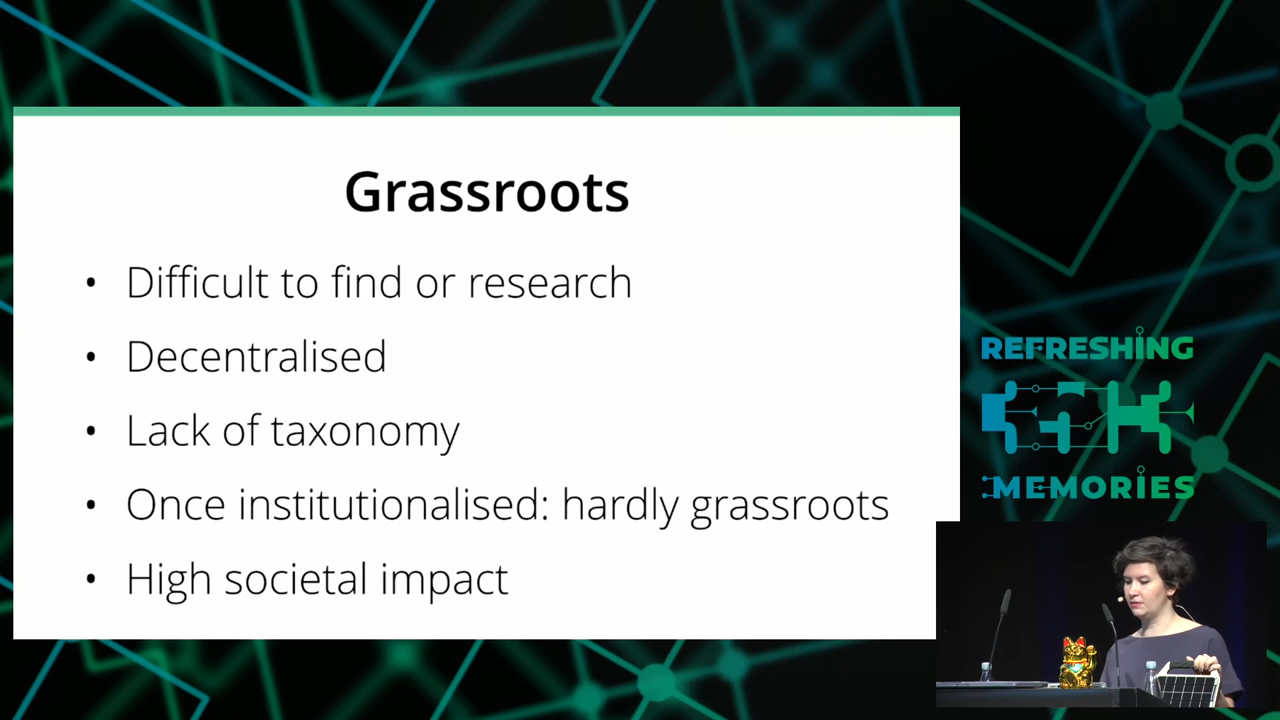 Grassroots
• Difficult to find or research
• Decentralised
• Lack of taxonomy
• Once institutionalised: hardly grassroots
• High societal impact
REFRESHING
35C3
MEMORIES